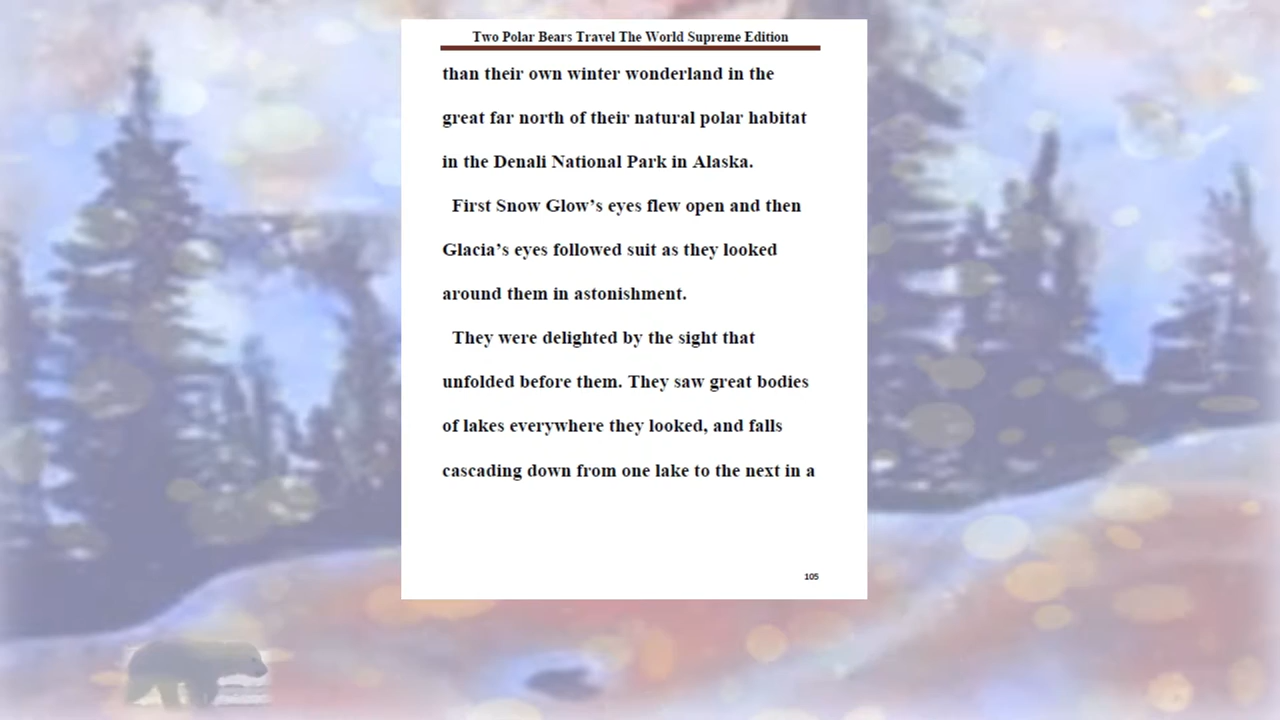 Two Polar Bears Travel The World Supreme Edition
than their own winter wonderland in the
great far north of their natural polar habitat
in the Denali National Park in Alaska.
First Snow Glow’s eyes flew open and then
Glacia’s eyes followed suit as they looked
around them in astonishment.
They were delighted by the sight that
unfolded before them. They saw great bodies
of lakes everywhere they looked, and falls
cascading down from one lake to the next in a
105